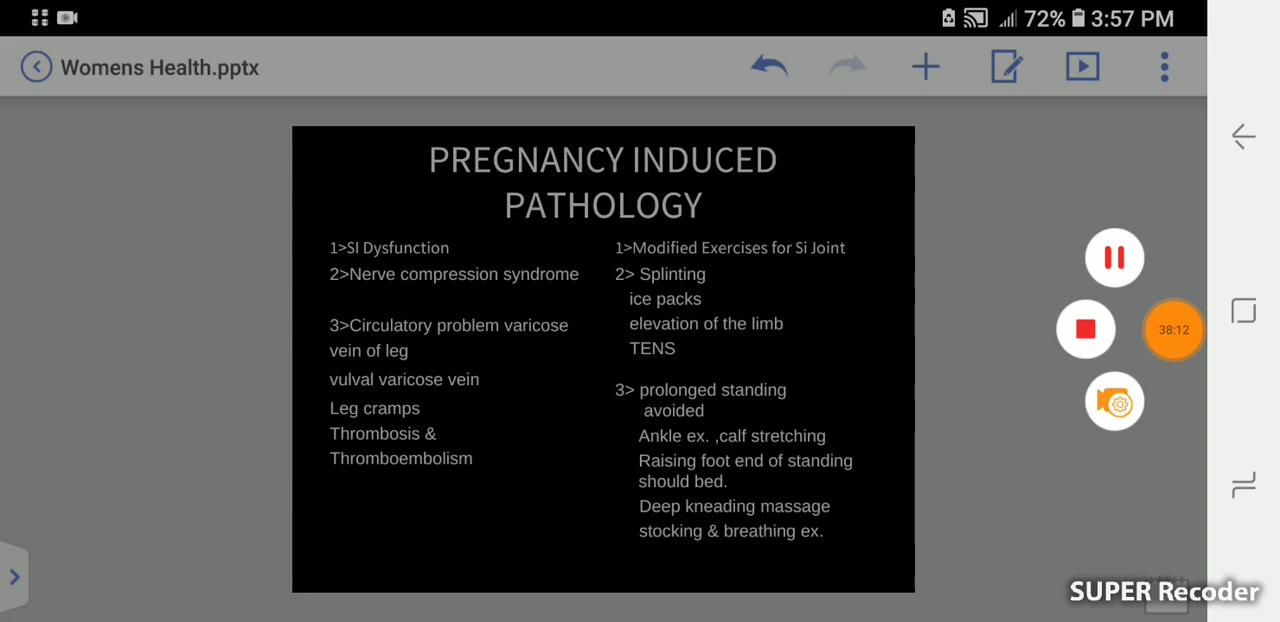 72% 3:57 PM
Womens Health.pptx
PREGNANCY INDUCED
PATHOLOGY
1>SI Dysfunction
2>Nerve compression syndrome
3>Circulatory problem varicose
vein of leg
vulval varicose vein
Leg cramps
Thrombosis &
Thromboembolism
1>Modified Exercises for Si Joint
2> Splinting
ice packs
elevation of the limb
TENS
3> prolonged standing
avoided
Ankle ex. ,calf stretching
Raising foot end of standing
should bed.
Deep kneading massage
stocking & breathing ex.
38:12
SUPER Recoder